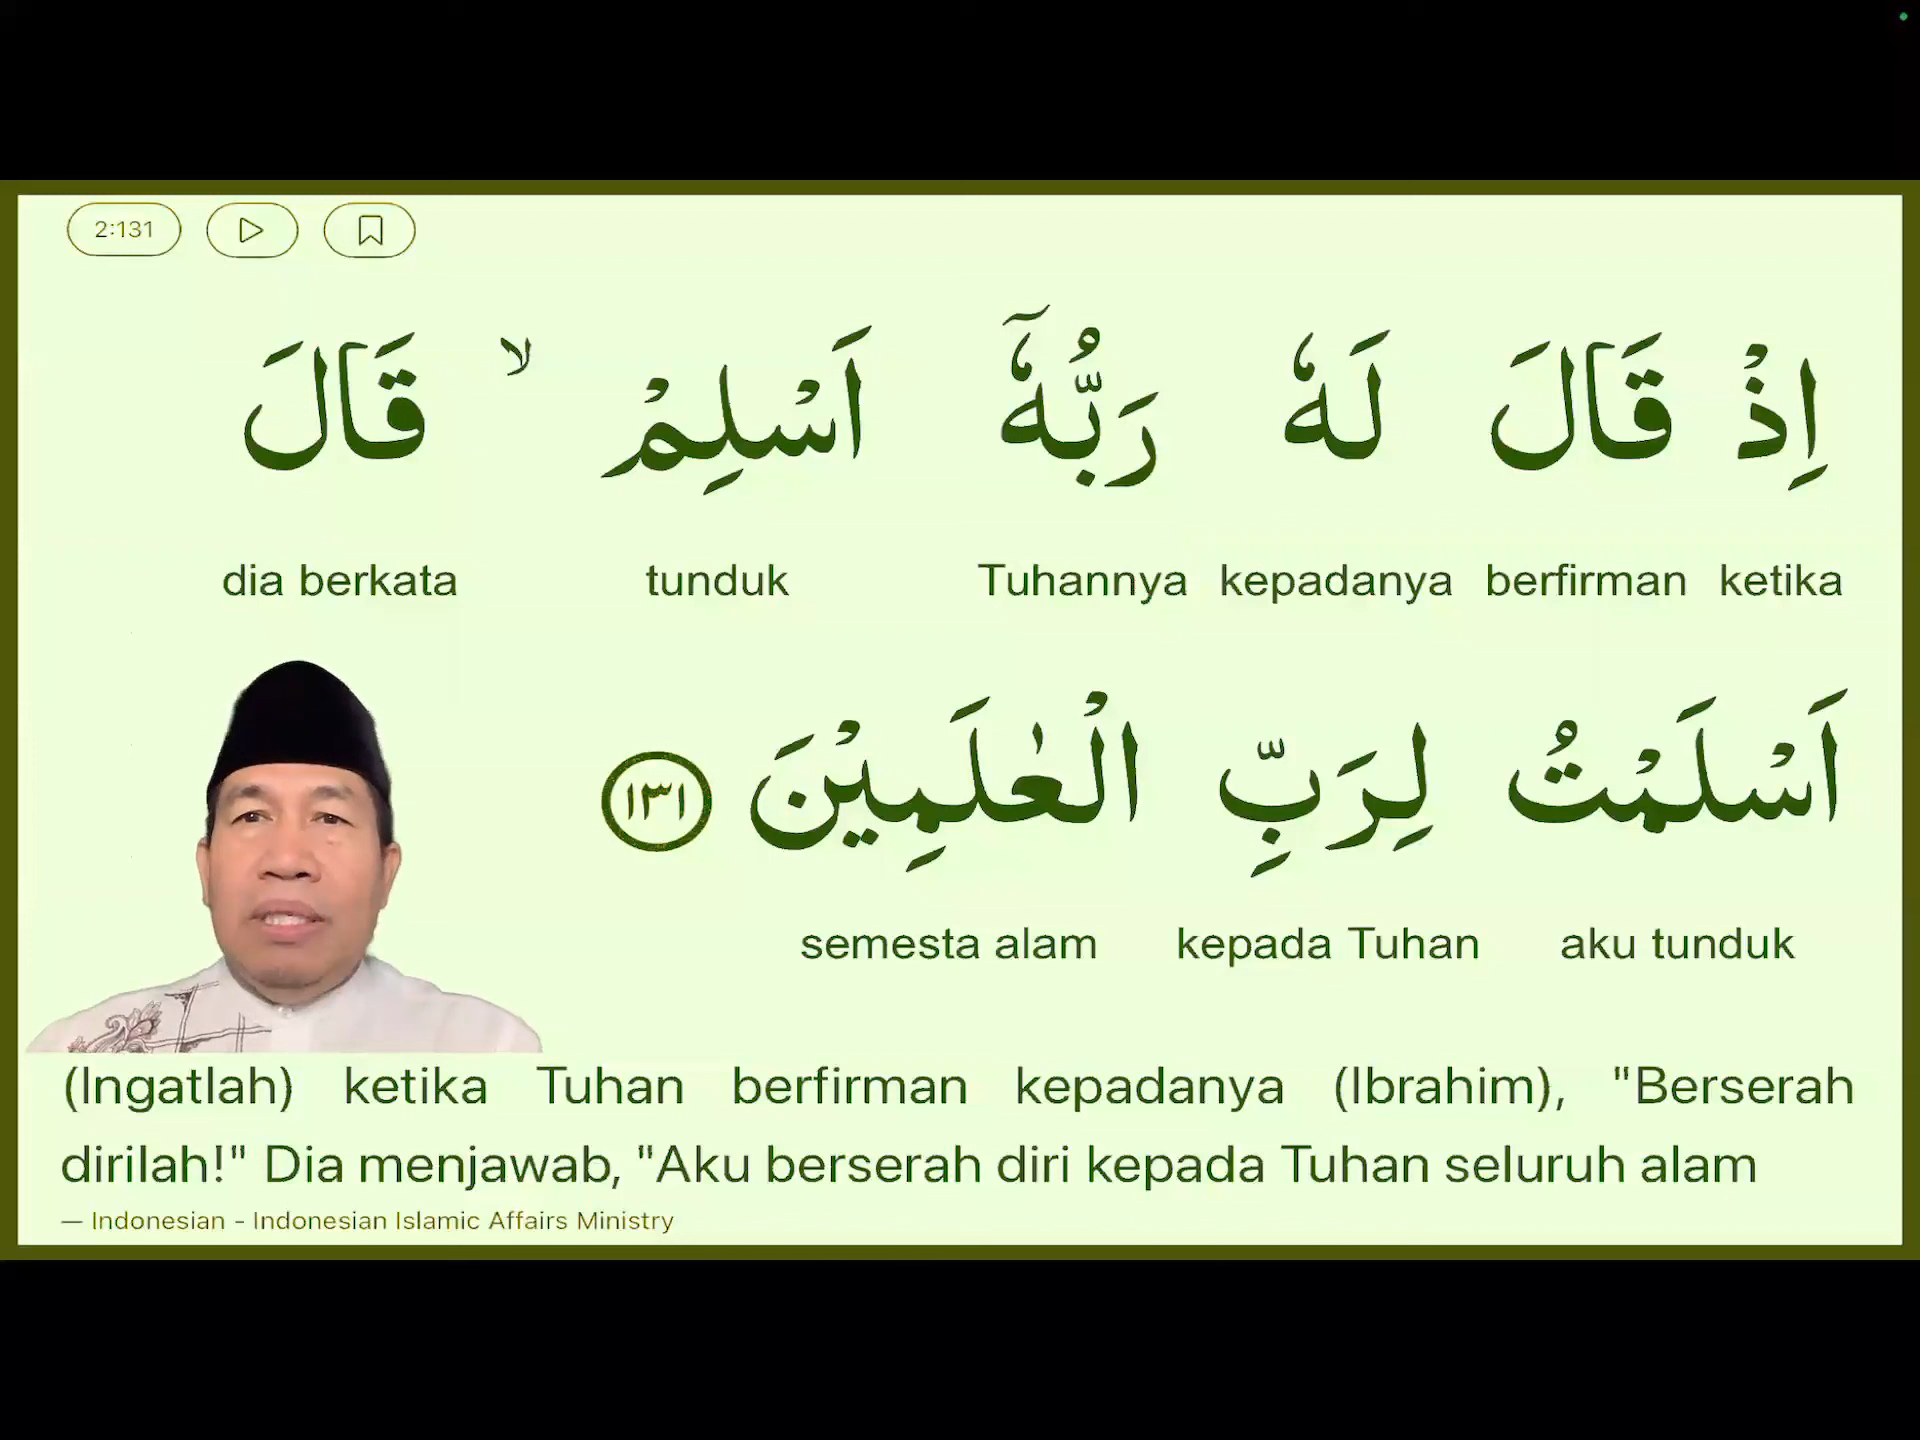 2:131
اِذْ قَالَ لَهٗ رَبُّهٗٓ اَسْلِمْ ۙ قَالَ
ketika berfirman kepadanya Tuhannya tunduk dia berkata
اَسْلَمْتُ لِرَبِّ الْعٰلَمِيْنَ ١٣١
aku tunduk kepada Tuhan semesta alam
(Ingatlah) ketika Tuhan berfirman kepadanya (Ibrahim), "Berserah
dirilah!" Dia menjawab, "Aku berserah diri kepada Tuhan seluruh alam
— Indonesian - Indonesian Islamic Affairs Ministry